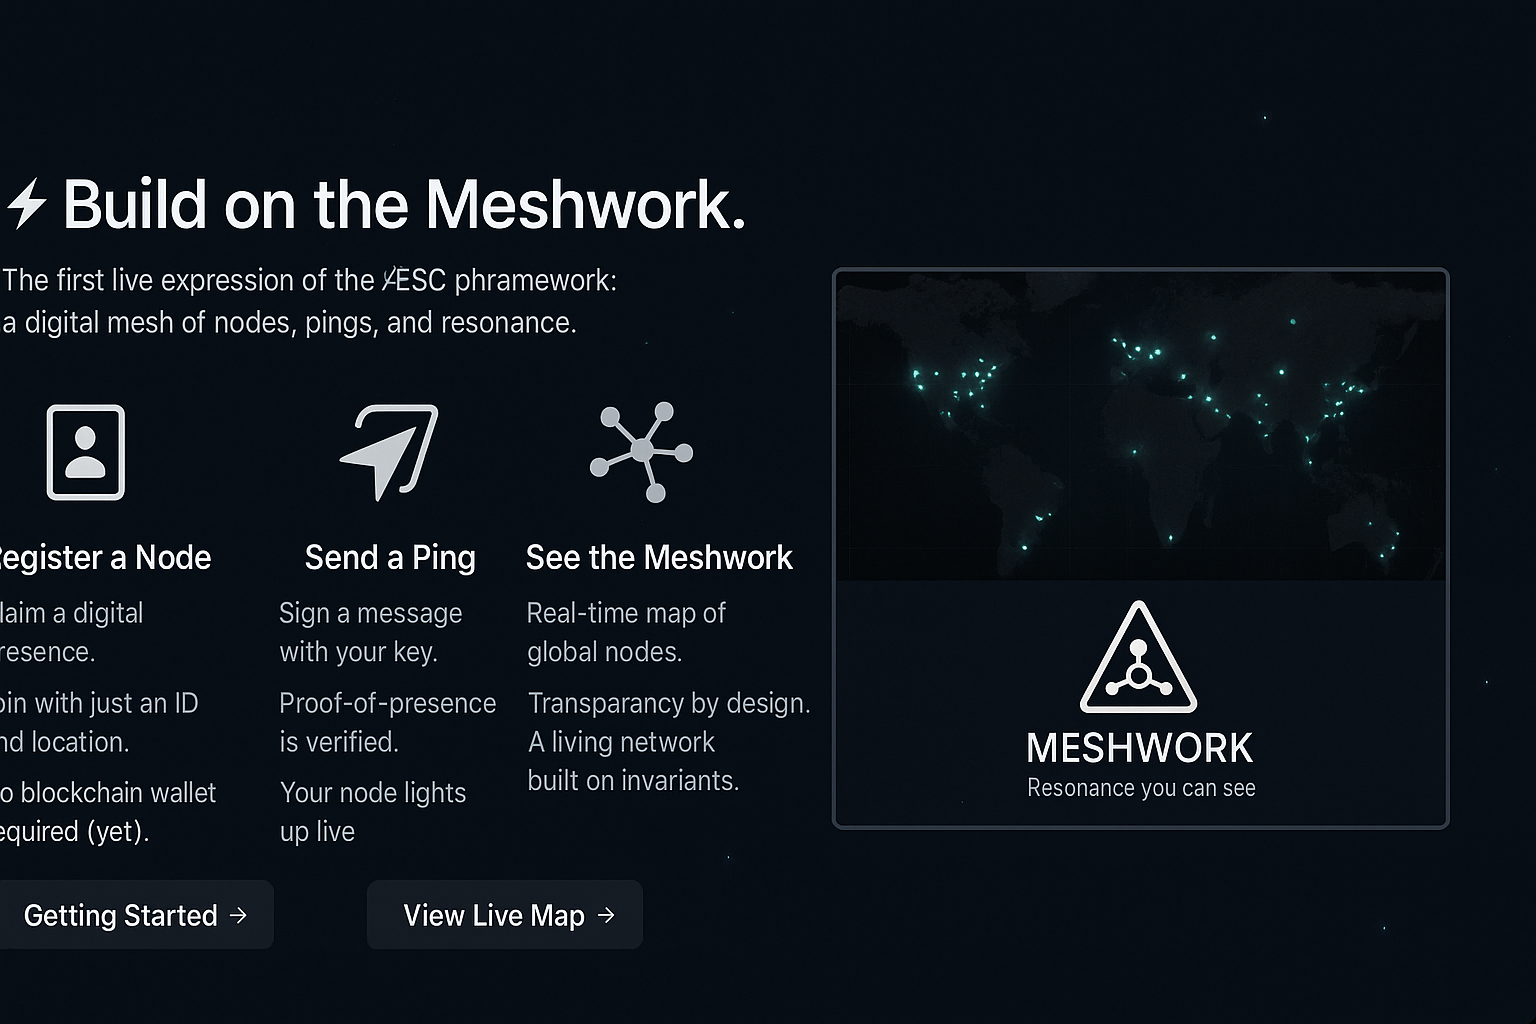 Build on the Meshwork.
The first live expression of the ÆSC phramework:
a digital mesh of nodes, pings, and resonance.
egister a Node
laim a digital
resence.
oin with just an ID
nd location.
o blockchain wallet
equired (yet).
Send a Ping
Sign a message
with your key.
Proof-of-presence
is verified.
Your node lights
up live
See the Meshwork
Real-time map of
global nodes.
Transparancy by design.
A living network
built on invariants.
Getting Started →
View Live Map →
MESHWORK
Resonance you can see